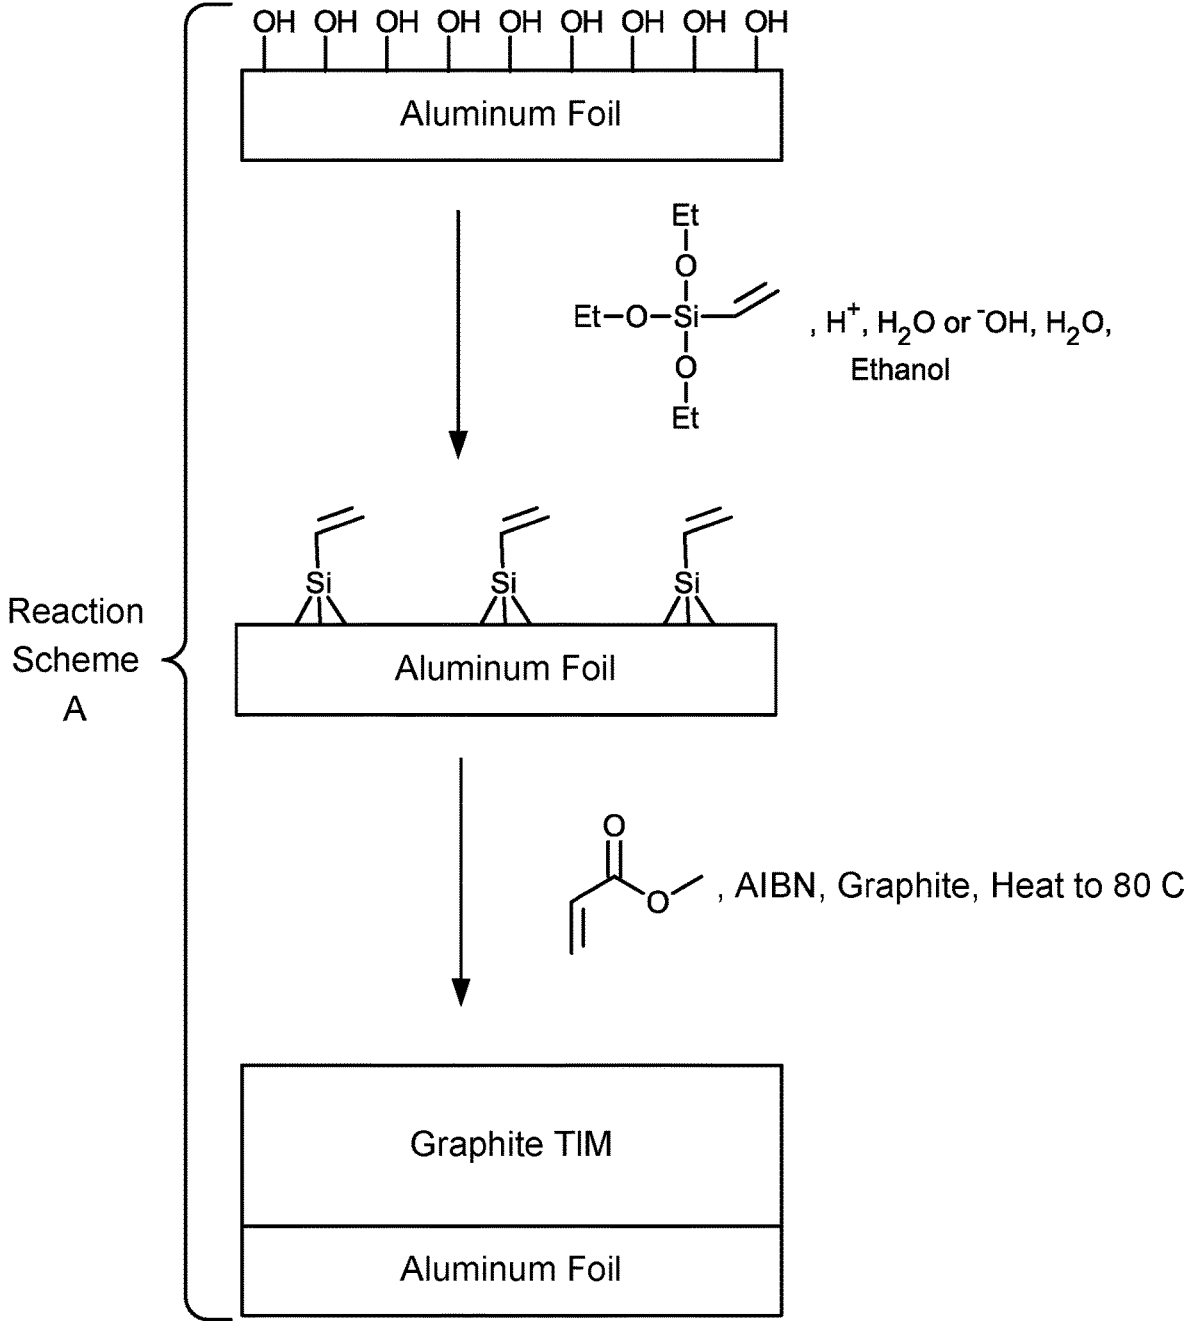 OH OH OH OH OH OH OH OH OH
Aluminum Foil
Et
O
Et O Si , H⁺, H₂O or ⁻OH, H₂O,
O
Ethanol
Et
Si Si Si
Aluminum Foil
Reaction
Scheme
A
O
O , AIBN, Graphite, Heat to 80 C
Graphite TIM
Aluminum Foil